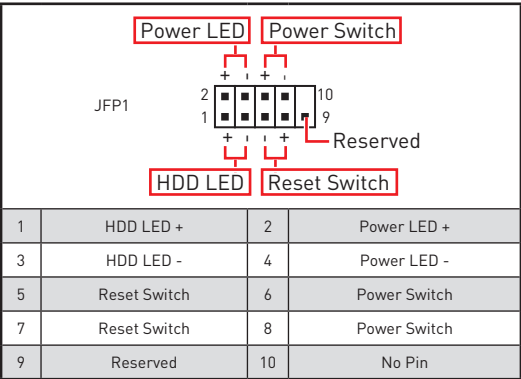 Power LED Power Switch
+ - + -
JFP1
2 10
1 9
+ - - +
Reserved
HDD LED Reset Switch
1 HDD LED + 2 Power LED +
3 HDD LED - 4 Power LED -
5 Reset Switch 6 Power Switch
7 Reset Switch 8 Power Switch
9 Reserved 10 No Pin